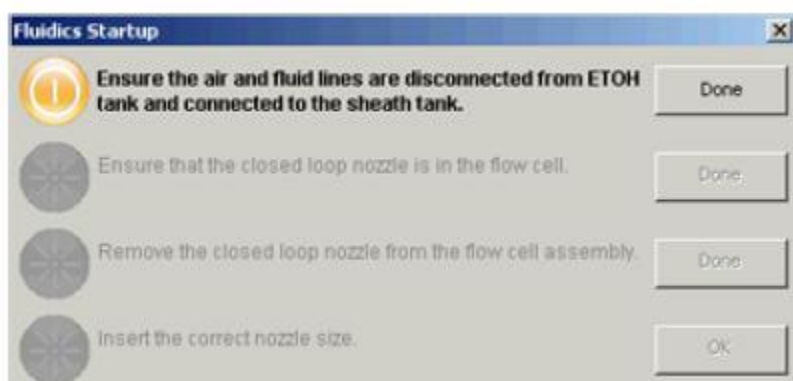 Fluidics Startup
Ensure the air and fluid lines are disconnected from ETOH
tank and connected to the sheath tank.
Done
Ensure that the closed loop nozzle is in the flow cell.
Done
Remove the closed loop nozzle from the flow cell assembly.
Done
Insert the correct nozzle size.
OK